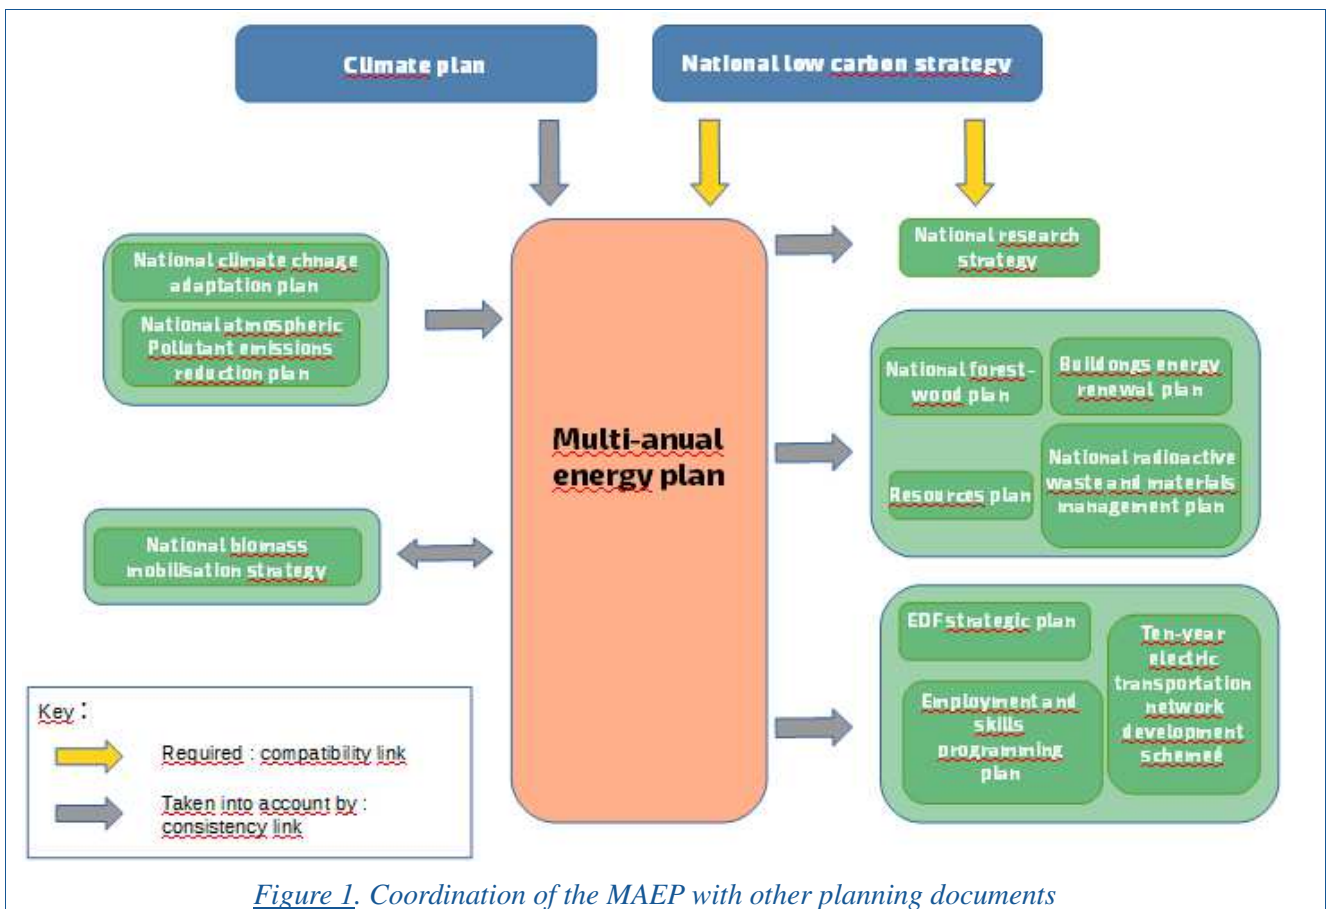 Climate plan
National low carbon strategy
National climate chnage
adaptation plan
National atmospheric
Pollutant emissions
reduction plan
National biomass
mobilisation strategy
Multi-anual
energy plan
National research
strategy
National forest-
wood plan
Buildongs energy
renewal plan
Resources plan
National radioactive
waste and materials
management plan
EDF strategic plan
Employment and
skills
programming
plan
Ten-year
electric
transportation
network
development
schemeé
Key :
Required : compatibility link
Taken into account by :
consistency link
Figure 1. Coordination of the MAEP with other planning documents